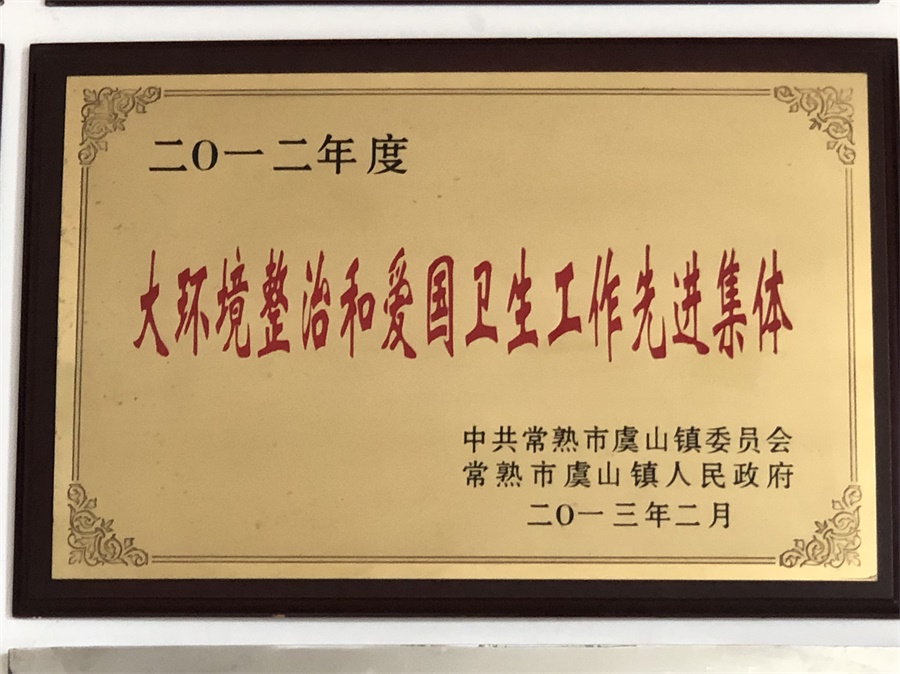 二〇一二年度
大环境整治和爱国卫生工作先进集体
中共常熟市虞山镇委员会
常熟市虞山镇人民政府
二〇一三年二月